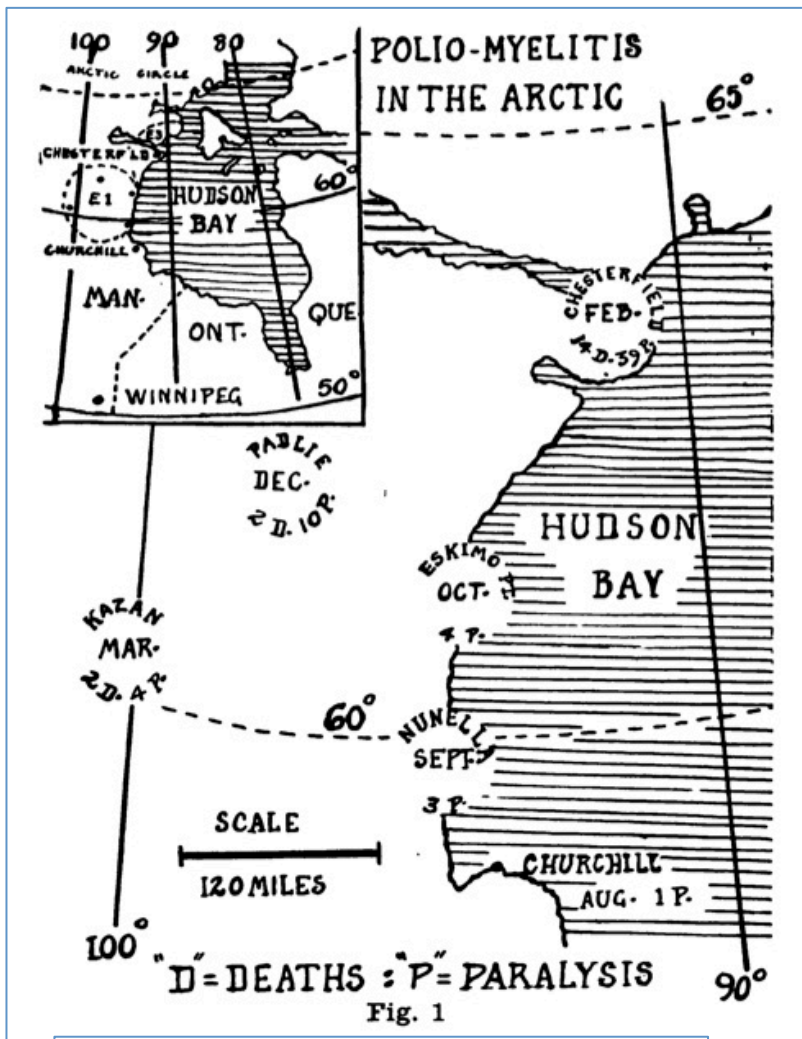 POLIO-MYELITIS
IN THE ARCTIC
100 90 80
ARCTIC CIRCLE
E3
CHESTERFIELD
E1
HUDSON
BAY
60°
CHURCHILL
MAN.
ONT.
QUE.
WINNIPEG
50°
65°
CHESTERFIELD
FEB.
14 D. 39 P.
PADLIE
DEC.
2 D. 10 P.
HUDSON
BAY
ESKIMO
OCT.
4 P.
KAZAN
MAR.
2 D. 4 P.
60°
NUNELLA
SEPT.
3 P.
SCALE
120 MILES
CHURCHILL
AUG. 1 P.
100°
90°
"D"=DEATHS : "P"=PARALYSIS
Fig. 1